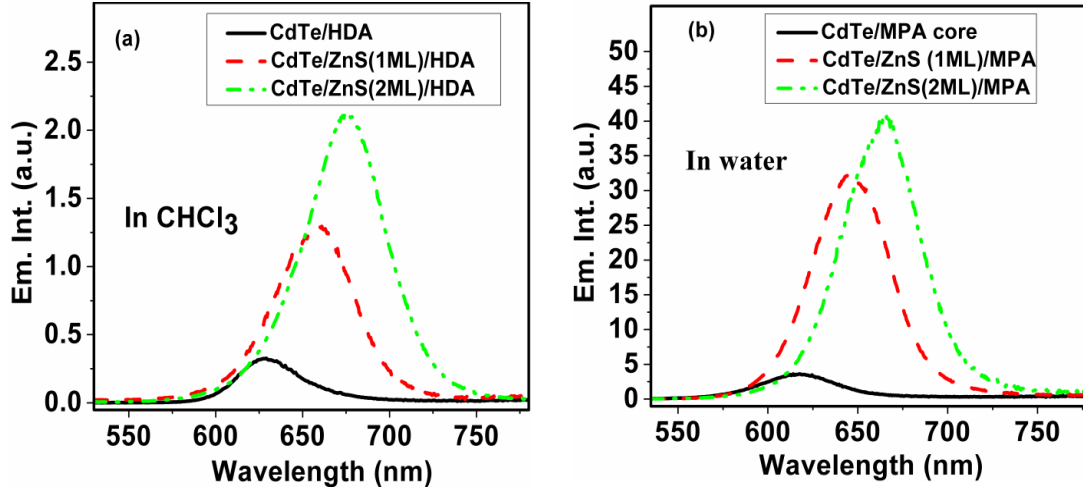 (a)
CdTe/HDA
CdTe/ZnS(1ML)/HDA
CdTe/ZnS(2ML)/HDA
In CHCl3
Em. Int. (a.u.)
2.5
2.0
1.5
1.0
0.5
0.0
550 600 650 700 750
Wavelength (nm)
(b)
CdTe/MPA core
CdTe/ZnS (1ML)/MPA
CdTe/ZnS(2ML)/MPA
In water
Em. Int. (a.u.)
50
45
40
35
30
25
20
15
10
5
0
550 600 650 700 750
Wavelength (nm)